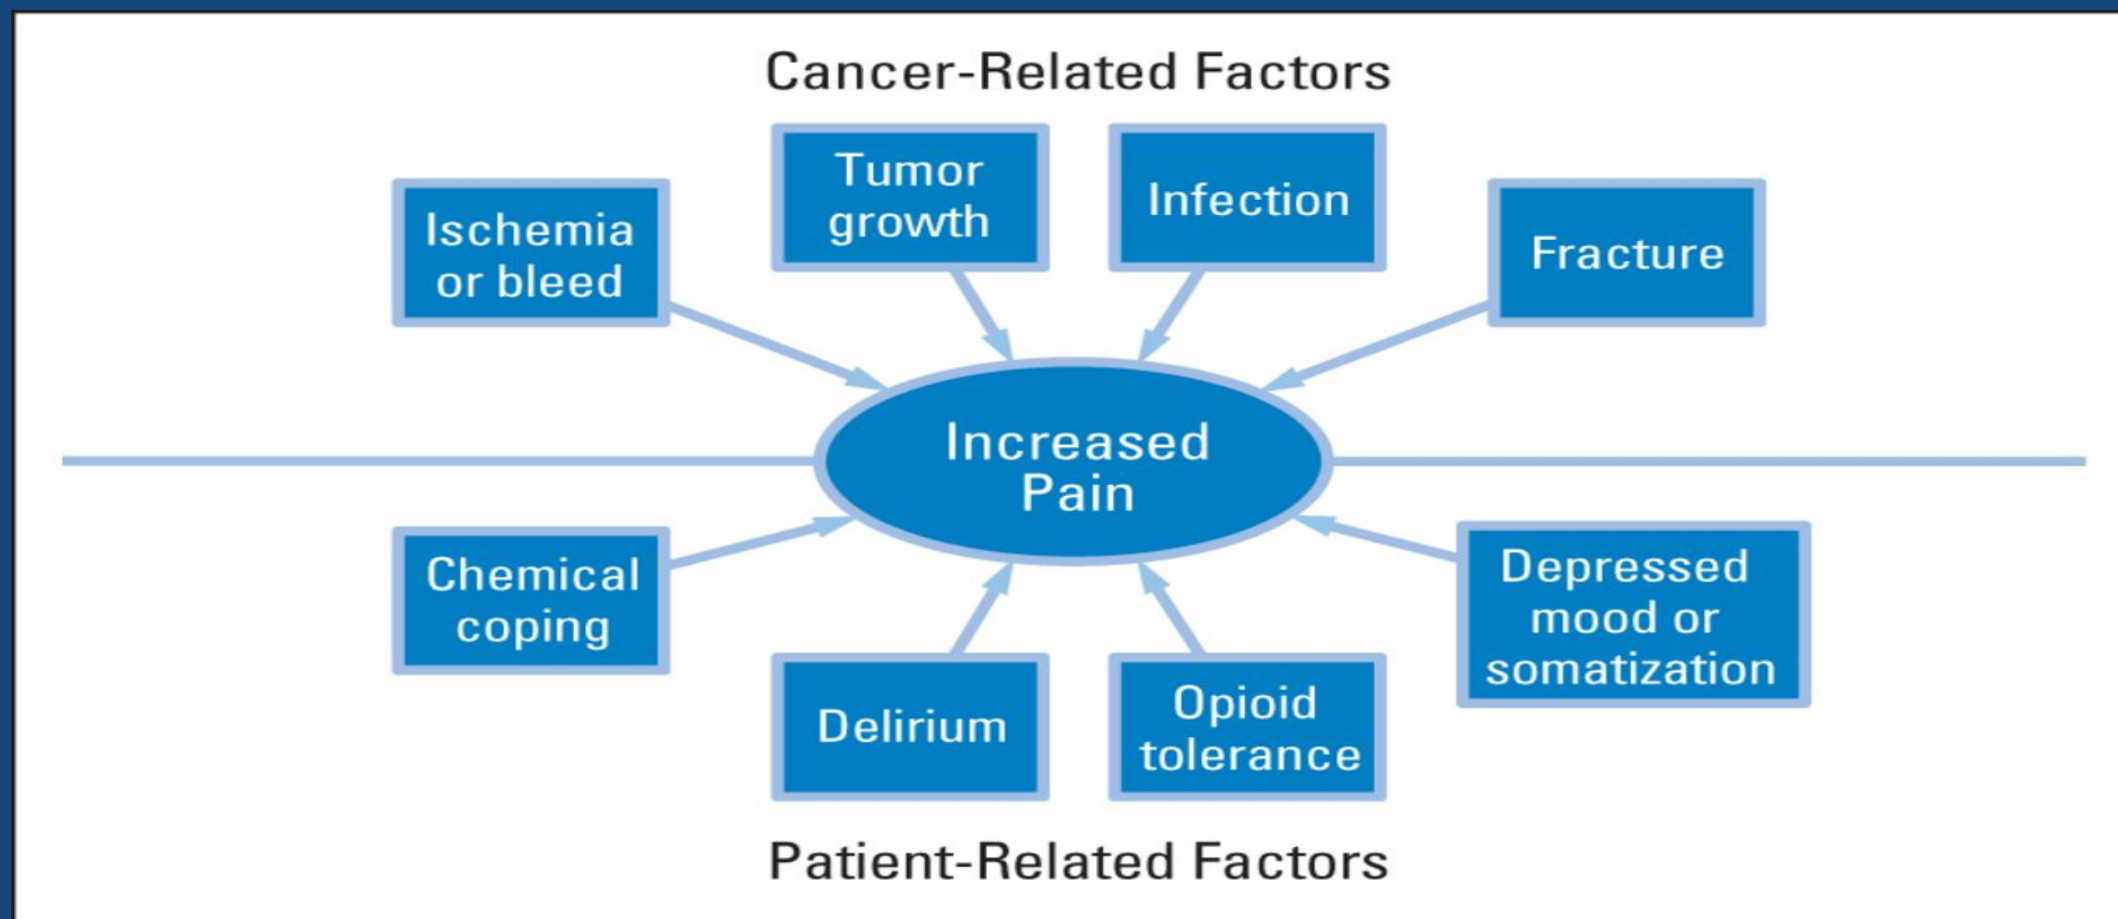 Cancer-Related Factors
Ischemia
or bleed
Tumor
growth
Infection
Fracture
Increased
Pain
Chemical
coping
Delirium
Opioid
tolerance
Depressed
mood or
somatization
Patient-Related Factors